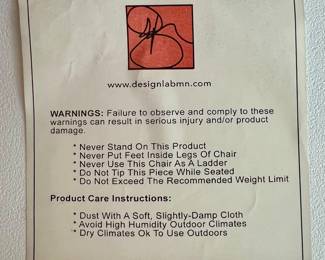 www.designlabmn.com
WARNINGS: Failure to observe and comply to these
warnings can result in serious injury and/or product
damage.
* Never Stand On This Product
* Never Put Feet Inside Legs Of Chair
* Never Use This Chair As A Ladder
* Do Not Tip This Piece While Seated
* Do Not Exceed The Recommended Weight Limit
Product Care Instructions:
* Dust With A Soft, Slightly-Damp Cloth
* Avoid High Humidity Outdoor Climates
* Dry Climates Ok To Use Outdoors